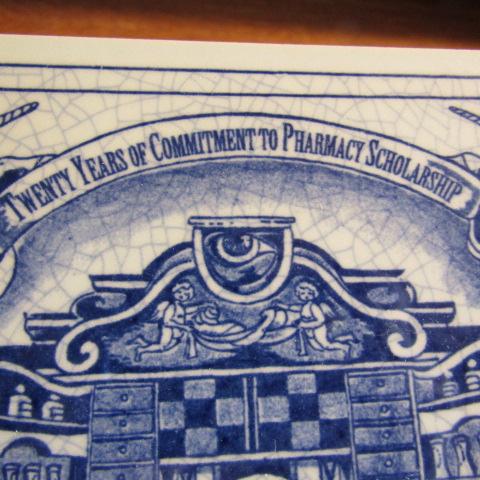 Twenty Years of Commitment to Pharmacy Scholarship